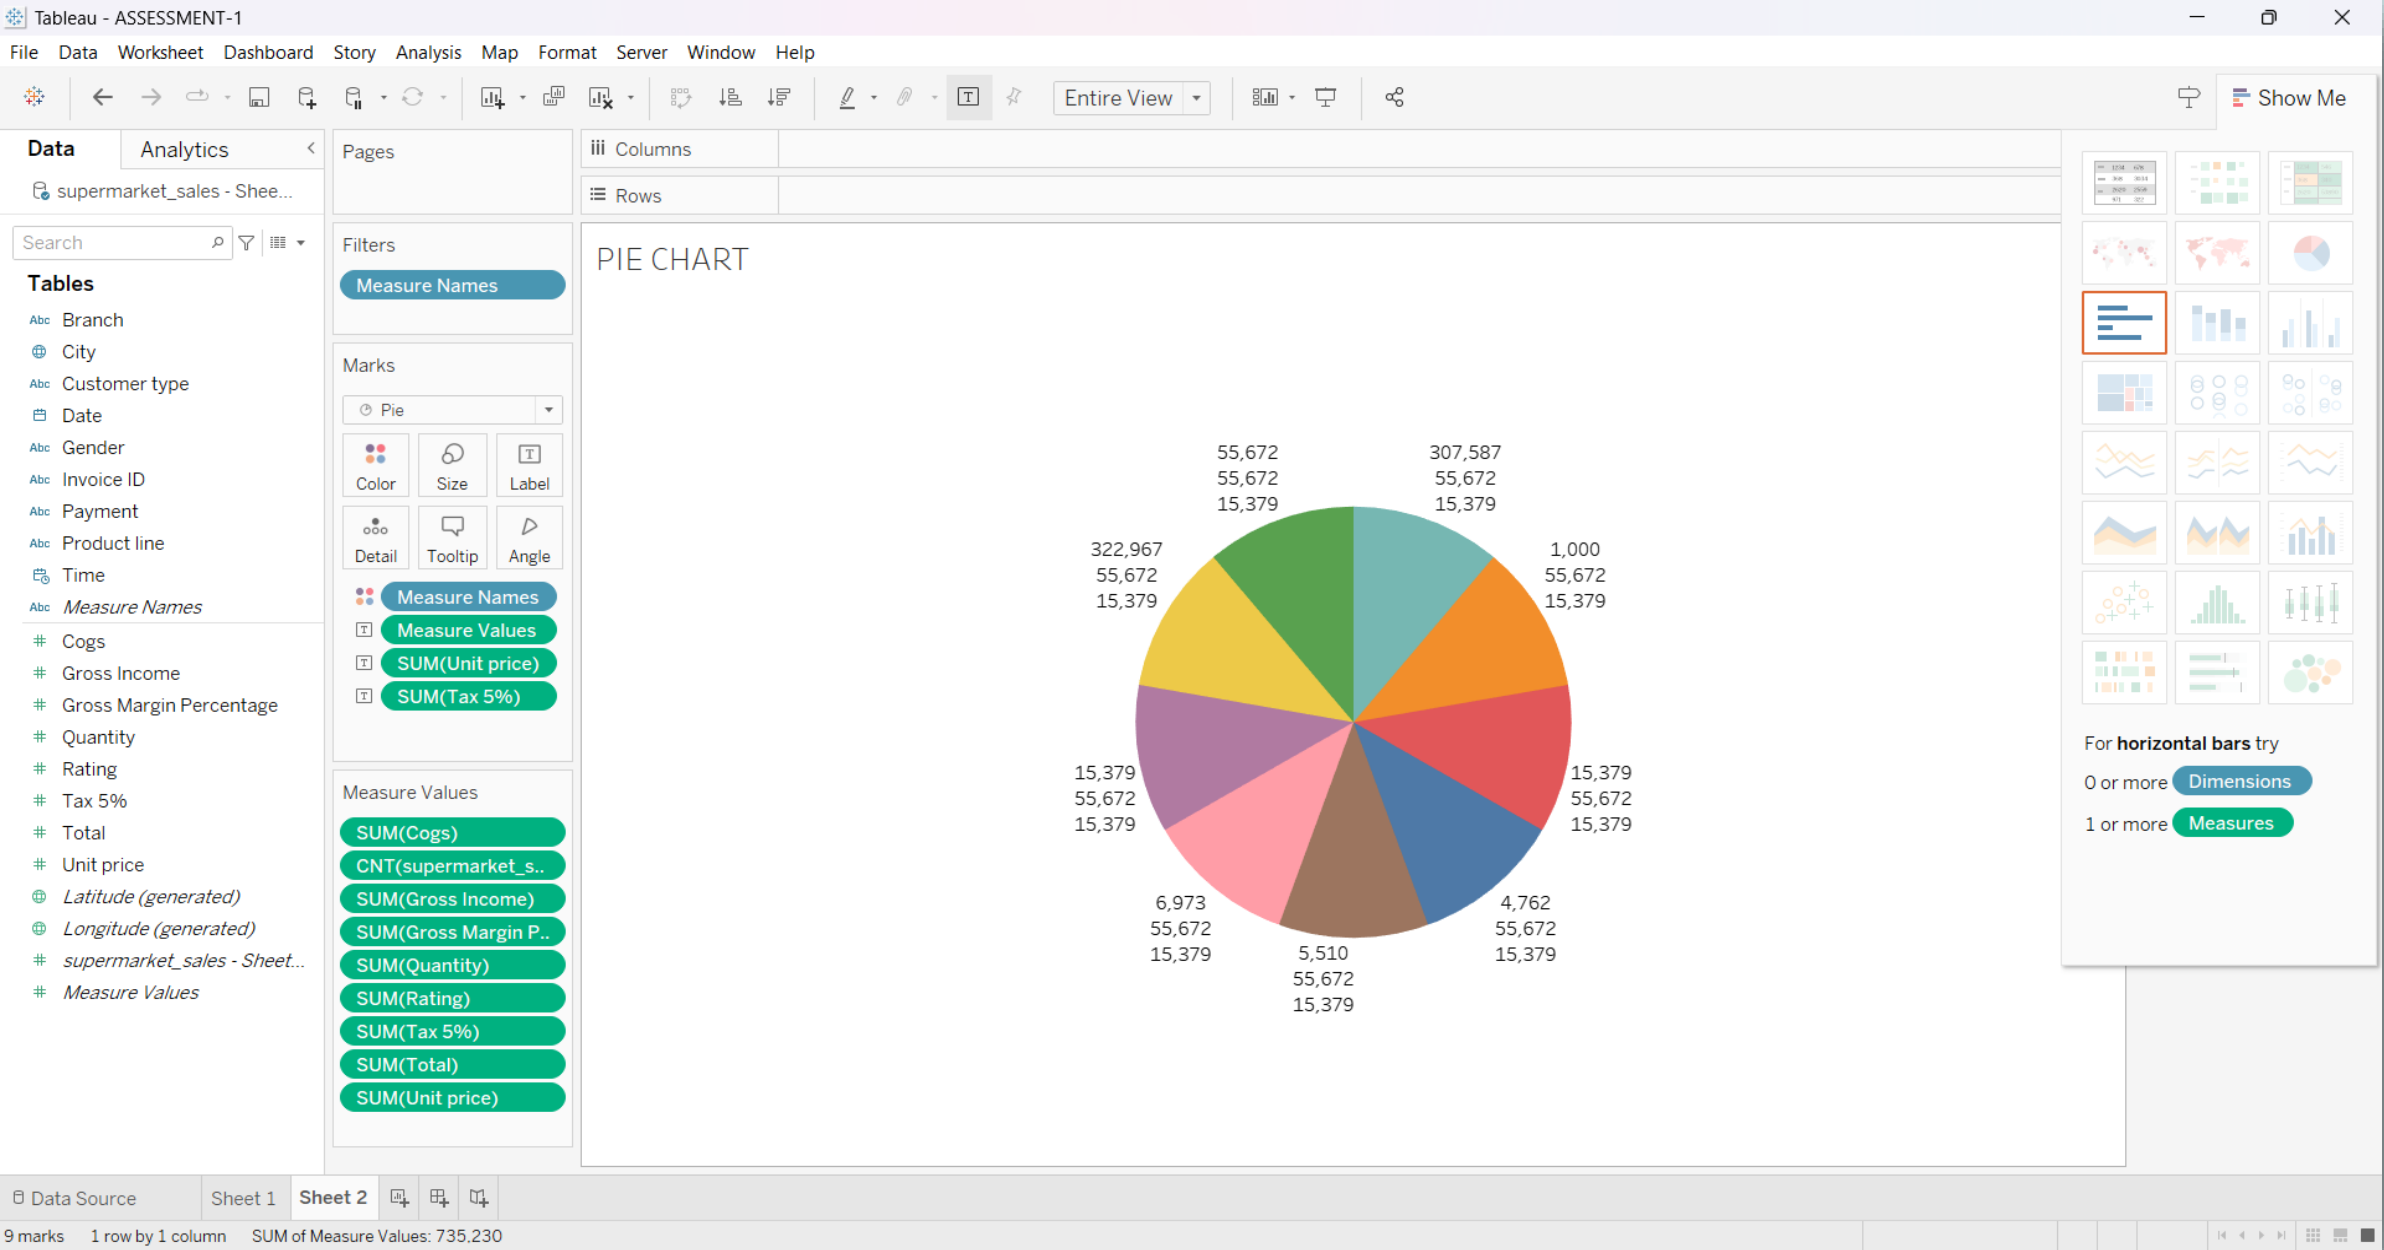 Tableau - ASSESSMENT-1
File Data Worksheet Dashboard Story Analysis Map Format Server Window Help
Entire View
Show Me
Data
Analytics
supermarket_sales - Shee...
Search
Tables
Abc Branch
City
Abc Customer type
Date
Abc Gender
Abc Invoice ID
Abc Payment
Abc Product line
Time
Abc Measure Names
# Cogs
# Gross Income
# Gross Margin Percentage
# Quantity
# Rating
# Tax 5%
# Total
# Unit price
Latitude (generated)
Longitude (generated)
# supermarket_sales - Sheet...
# Measure Values
Pages
Filters
Measure Names
Marks
Pie
Color
Size
Label
Detail
Tooltip
Angle
Measure Names
Measure Values
SUM(Unit price)
SUM(Tax 5%)
Measure Values
SUM(Cogs)
CNT(supermarket_s..
SUM(Gross Income)
SUM(Gross Margin P..
SUM(Quantity)
SUM(Rating)
SUM(Tax 5%)
SUM(Total)
SUM(Unit price)
Columns
Rows
PIE CHART
55,672
55,672
15,379
307,587
55,672
15,379
322,967
55,672
15,379
1,000
55,672
15,379
15,379
55,672
15,379
15,379
55,672
15,379
6,973
55,672
15,379
5,510
55,672
15,379
4,762
55,672
15,379
For horizontal bars try
0 or more Dimensions
1 or more Measures
Data Source
Sheet 1
Sheet 2
9 marks
1 row by 1 column
SUM of Measure Values: 735,230